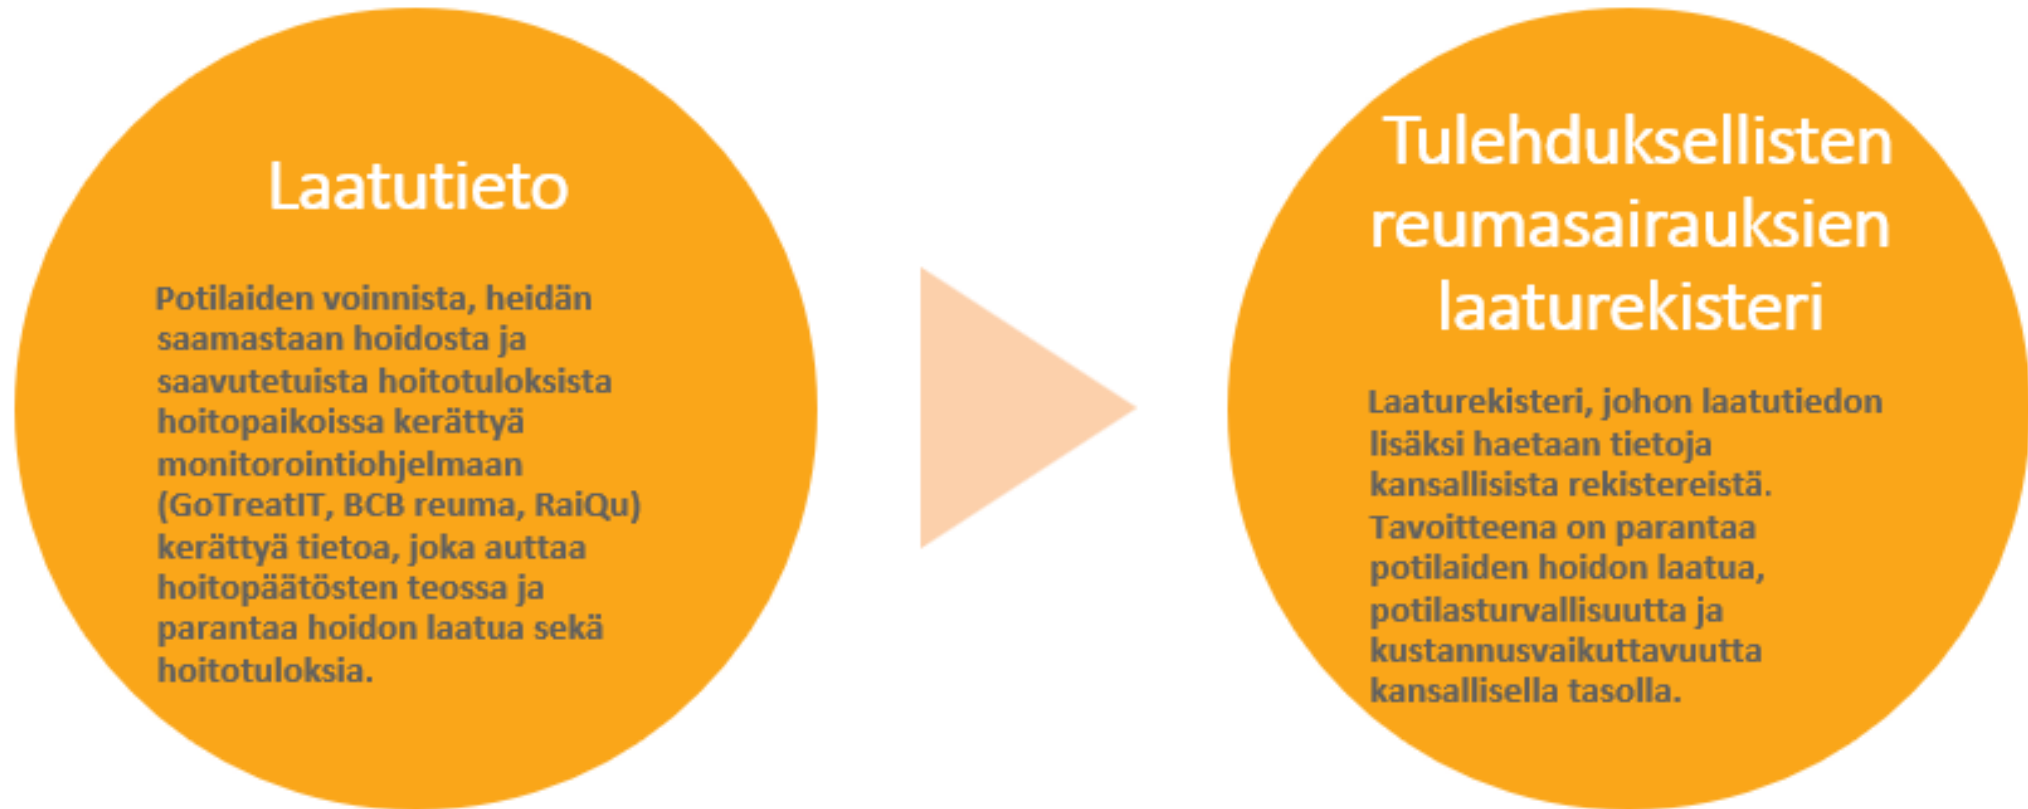 Laatutieto
Potilaiden voinnista, heidän
saamastaan hoidosta ja
saavutetuista hoitotuloksista
hoitopaikoissa kerättyä
monitorointiohjelmaan
(GoTreatIT, BCB reuma, RaiQu)
kerättyä tietoa, joka auttaa
hoitopäätösten teossa ja
parantaa hoidon laatua sekä
hoitotuloksia.
Tulehduksellisten
reumasairauksien
laaturekisteri
Laaturekisteri, johon laatutiedon
lisäksi haetaan tietoja
kansallisista rekistereistä.
Tavoitteena on parantaa
potilaiden hoidon laatua,
potilasturvallisuutta ja
kustannusvaikuttavuutta
kansallisella tasolla.